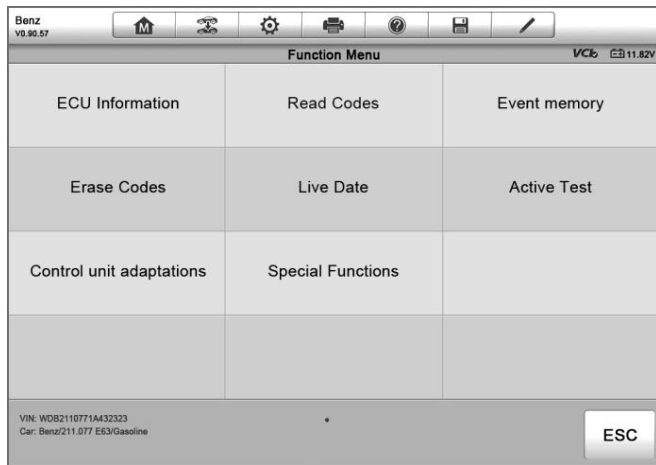 Benz
V0.90.57
M
Function Menu
VCI
11.82V
ECU Information
Read Codes
Event memory
Erase Codes
Live Date
Active Test
Control unit adaptations
Special Functions
VIN: WDB2110771A432323
Car: Benz/211.077 E63/Gasoline
ESC